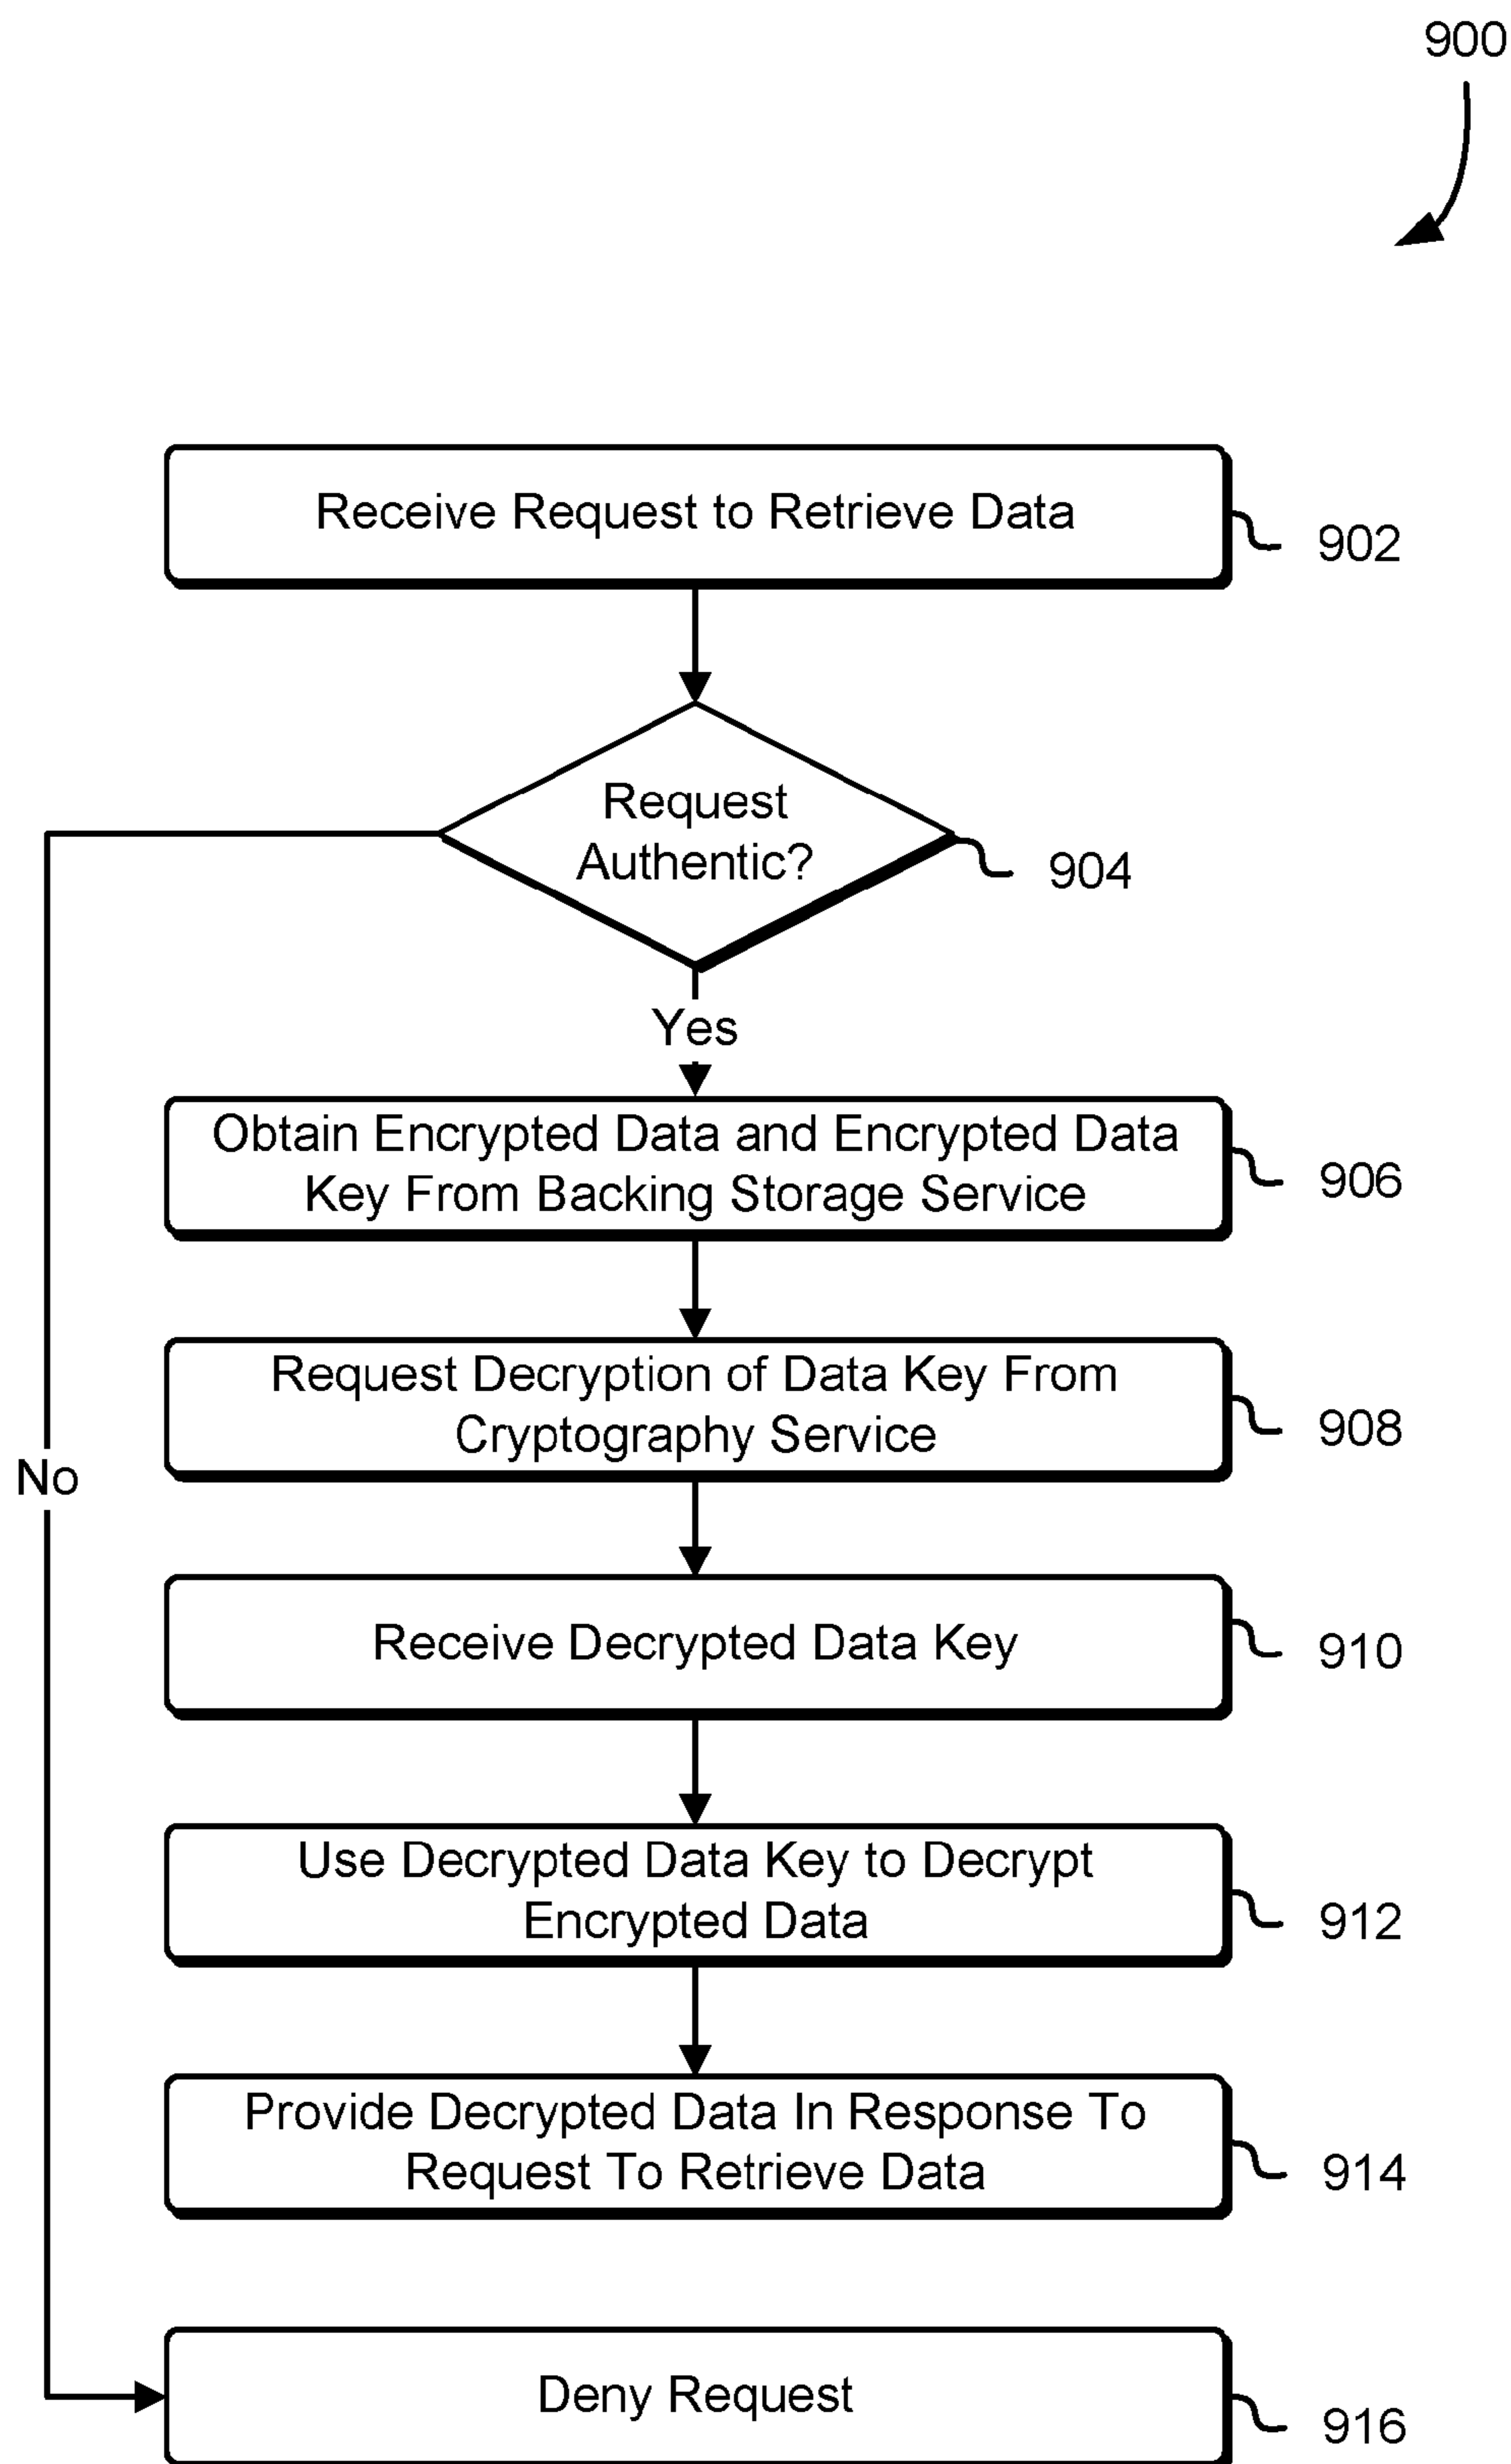 900
Receive Request to Retrieve Data
902
Request
Authentic?
904
Yes
Obtain Encrypted Data and Encrypted Data
Key From Backing Storage Service
906
Request Decryption of Data Key From
Cryptography Service
908
No
Receive Decrypted Data Key
910
Use Decrypted Data Key to Decrypt
Encrypted Data
912
Provide Decrypted Data In Response To
Request To Retrieve Data
914
Deny Request
916